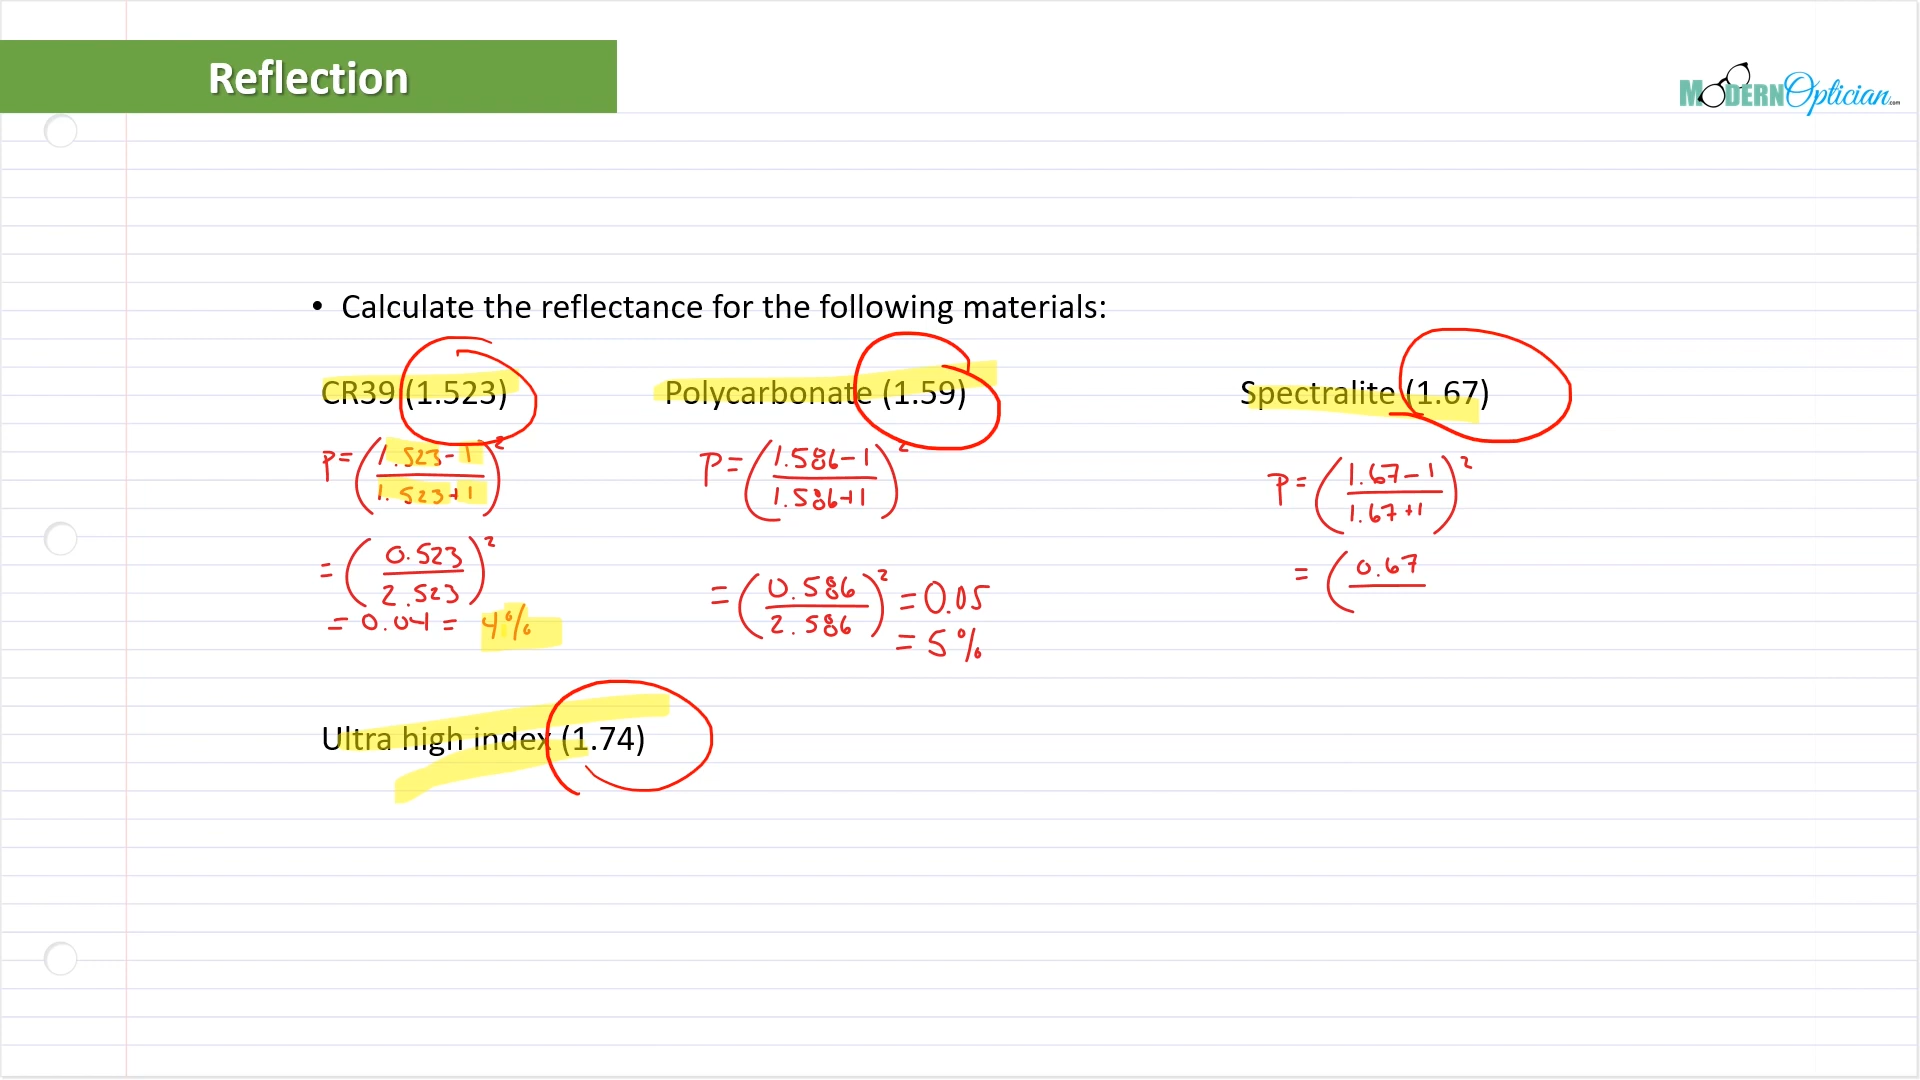 Reflection
MODERNOptician.com
• Calculate the reflectance for the following materials:
CR39 (1.523)
P = (1.523 - 1 / 1.523 + 1)²
= (0.523 / 2.523)²
= 0.04 = 4%
Polycarbonate (1.59)
P = (1.586 - 1 / 1.586 + 1)²
= (0.586 / 2.586)² = 0.05
= 5%
Spectralite (1.67)
P = (1.67 - 1 / 1.67 + 1)²
= (0.67
Ultra high index (1.74)